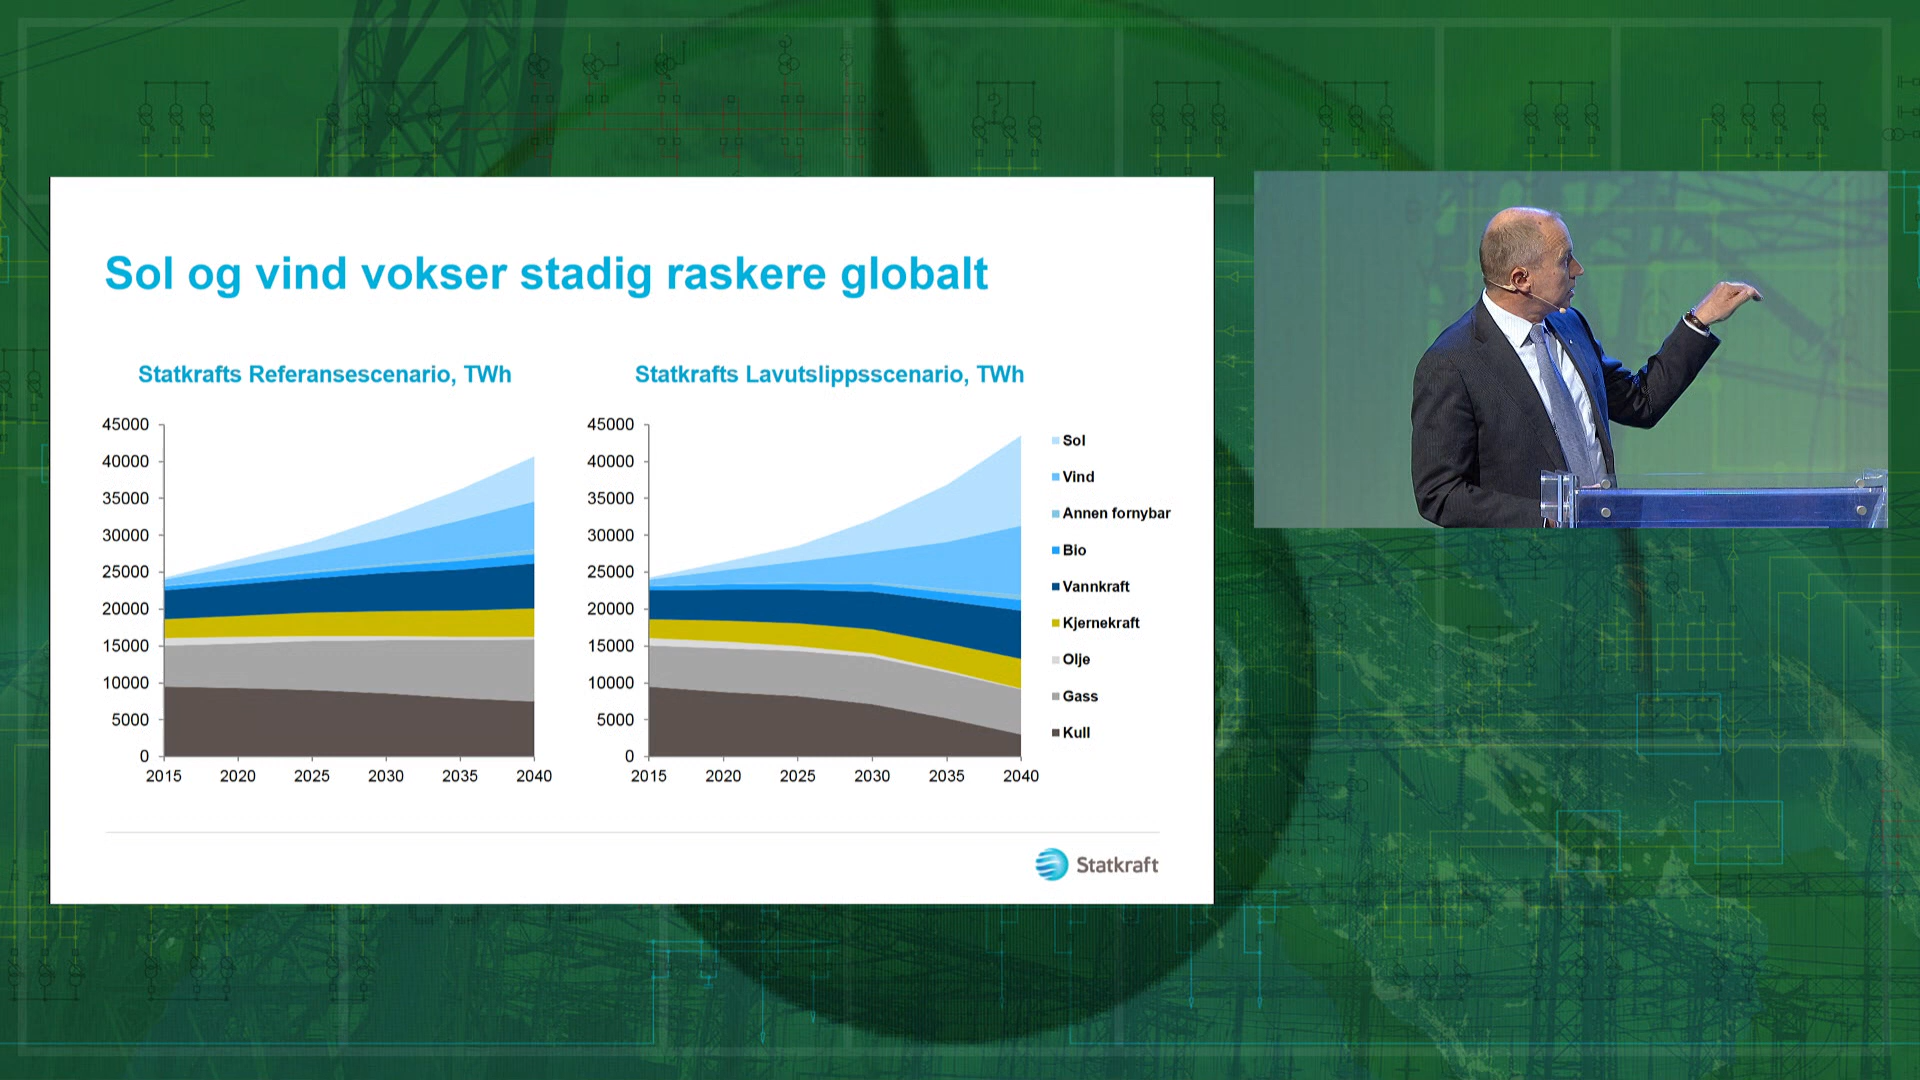 Sol og vind vokser stadig raskere globalt
Statkrafts Referansescenario, TWh
45000
40000
35000
30000
25000
20000
15000
10000
5000
0
2015 2020 2025 2030 2035 2040
Statkrafts Lavutslippsscenario, TWh
45000
40000
35000
30000
25000
20000
15000
10000
5000
0
2015 2020 2025 2030 2035 2040
Sol
Vind
Annen fornybar
Bio
Vannkraft
Kjernekraft
Olje
Gass
Kull
Statkraft